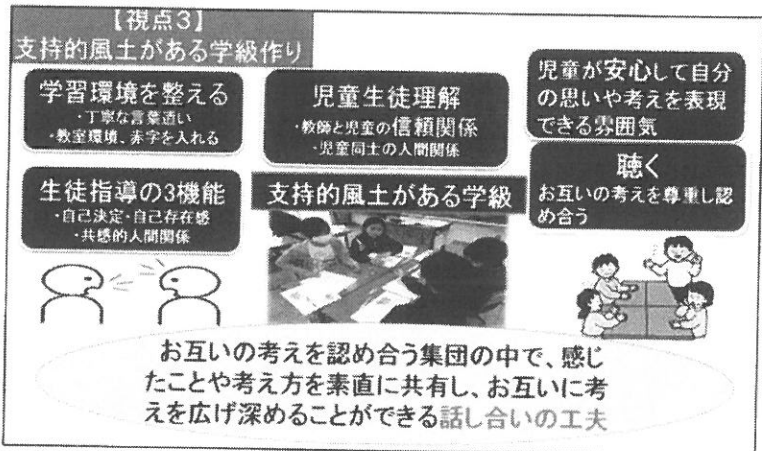 【視点3】
支持的風土がある学級作り
学習環境を整える
・丁寧な言葉遣い
・教室環境、赤字を入れる
児童生徒理解
・教師と児童の信頼関係
・児童同士の人間関係
児童が安心して自分
の思いや考えを表現
できる雰囲気
生徒指導の3機能
・自己決定・自己存在感
・共感的人間関係
支持的風土がある学級
聴く
お互いの考えを尊重し認
め合う
お互いの考えを認め合う集団の中で、感じ
たことや考え方を素直に共有し、お互いに考
えを広げ深めることができる話し合いの工夫